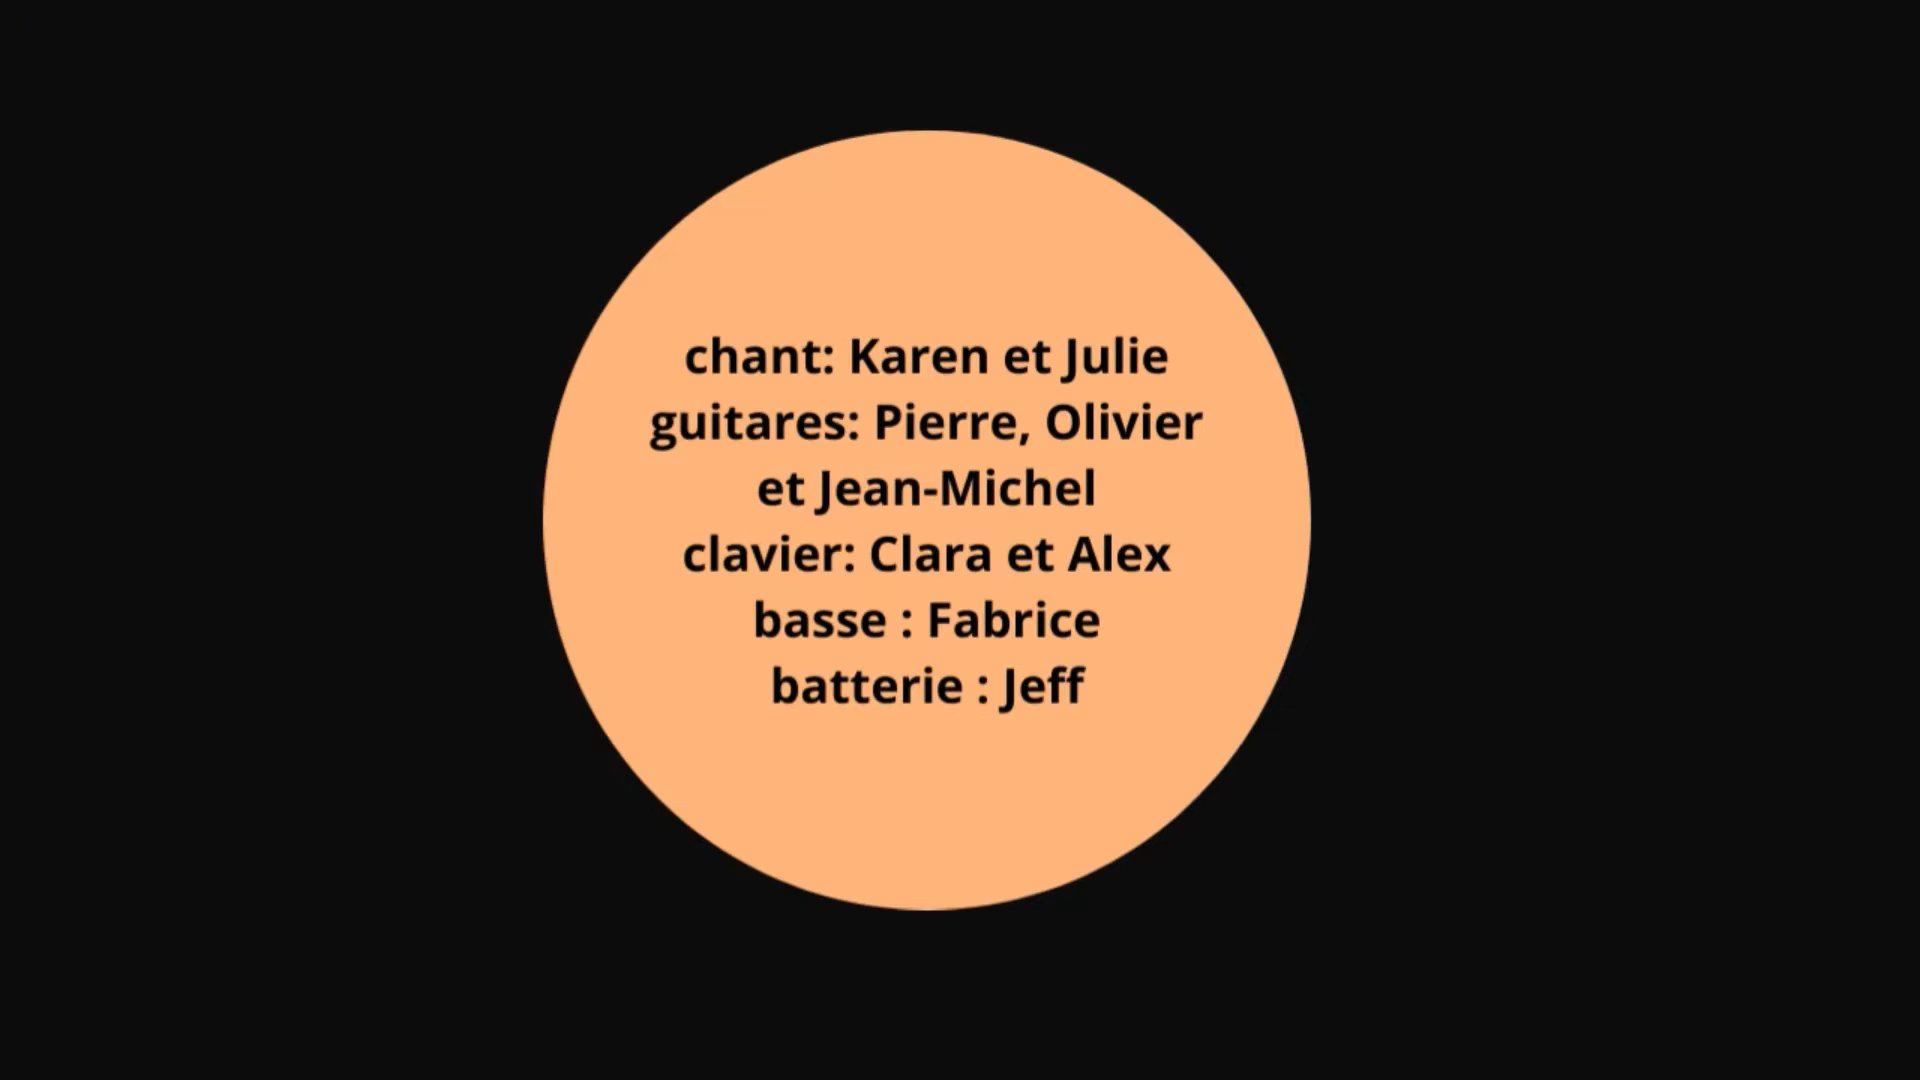 chant: Karen et Julie
guitares: Pierre, Olivier
et Jean-Michel
clavier: Clara et Alex
basse : Fabrice
batterie : Jeff